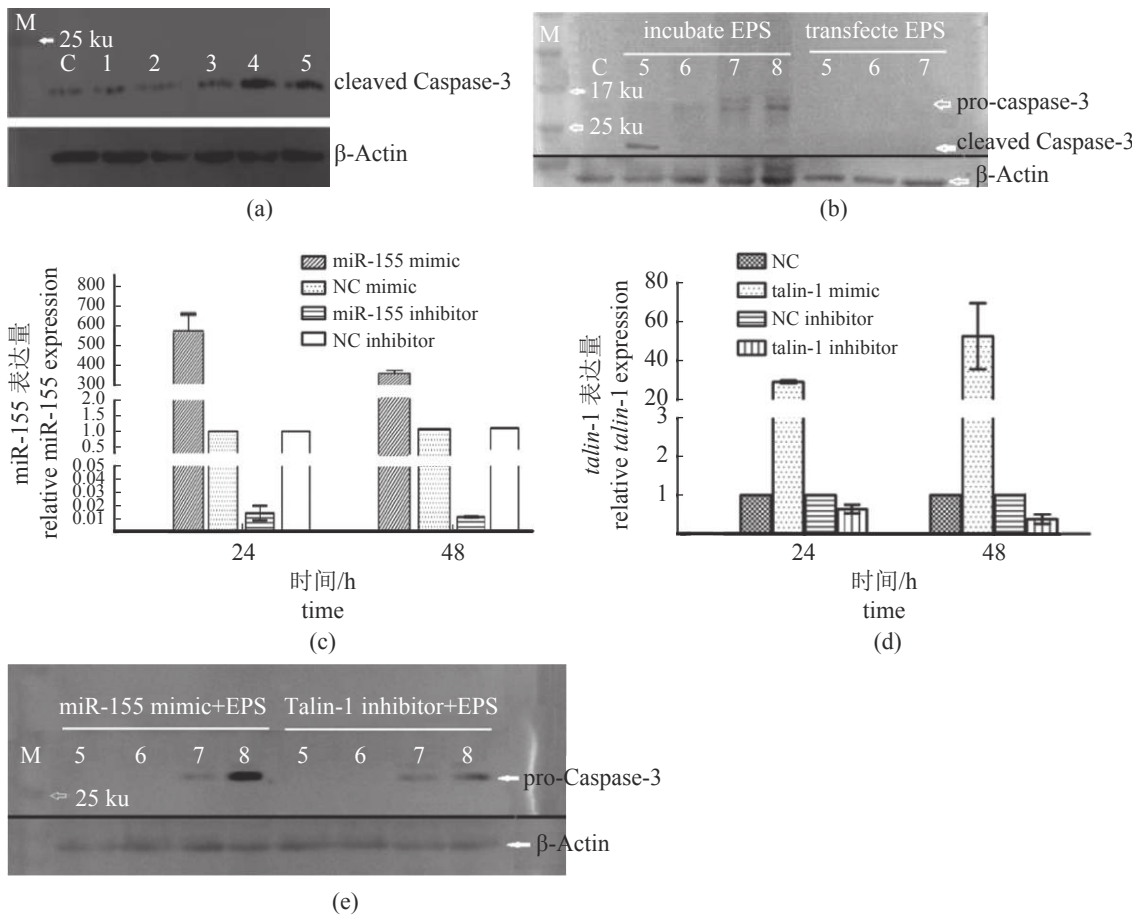 M
25 ku
C 1 2 3 4 5
cleaved Caspase-3
β-Actin
(a)
M
incubate EPS
transfecte EPS
C 5 6 7 8 5 6 7
17 ku
25 ku
pro-caspase-3
cleaved Caspase-3
β-Actin
(b)
miR-155 表达量
relative miR-155 expression
miR-155 mimic
NC mimic
miR-155 inhibitor
NC inhibitor
800
700
600
500
400
300
2.0
1.5
1.0
0.5
0.05
0.04
0.03
0.02
0.01
24
48
时间/h
time
(c)
talin-1 表达量
relative talin-1 expression
NC
talin-1 mimic
NC inhibitor
talin-1 inhibitor
80
60
40
20
3
2
1
24
48
时间/h
time
(d)
miR-155 mimic+EPS
Talin-1 inhibitor+EPS
M 5 6 7 8 5 6 7 8
pro-Caspase-3
25 ku
β-Actin
(e)